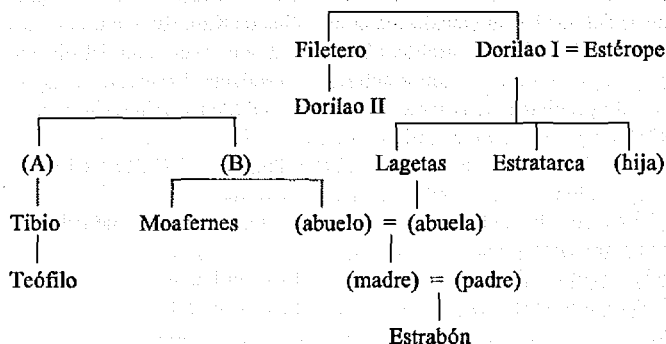 Filetero Dorilao I = Estérope
Dorilao II
(A) (B) Lagetas Estratarca (hija)
Tibio Moafernes (abuelo) = (abuela)
Teófilo (madre) = (padre)
Estrabón